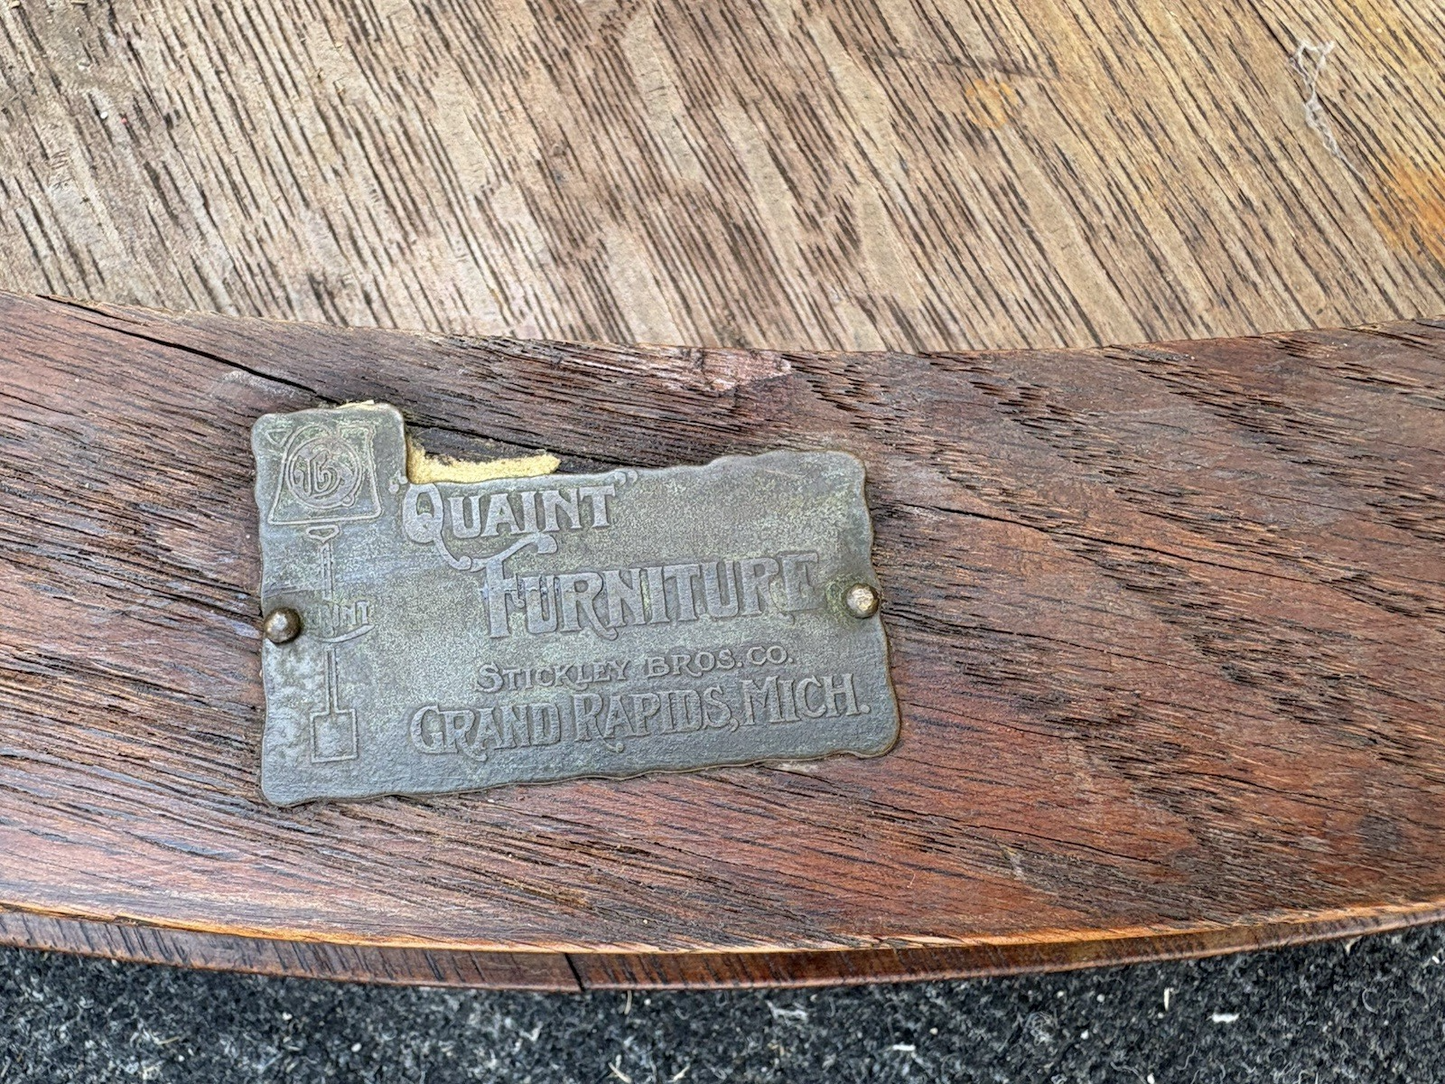 "QUAINT"
FURNITURE
STICKLEY BROS. CO.
GRAND RAPIDS, MICH.